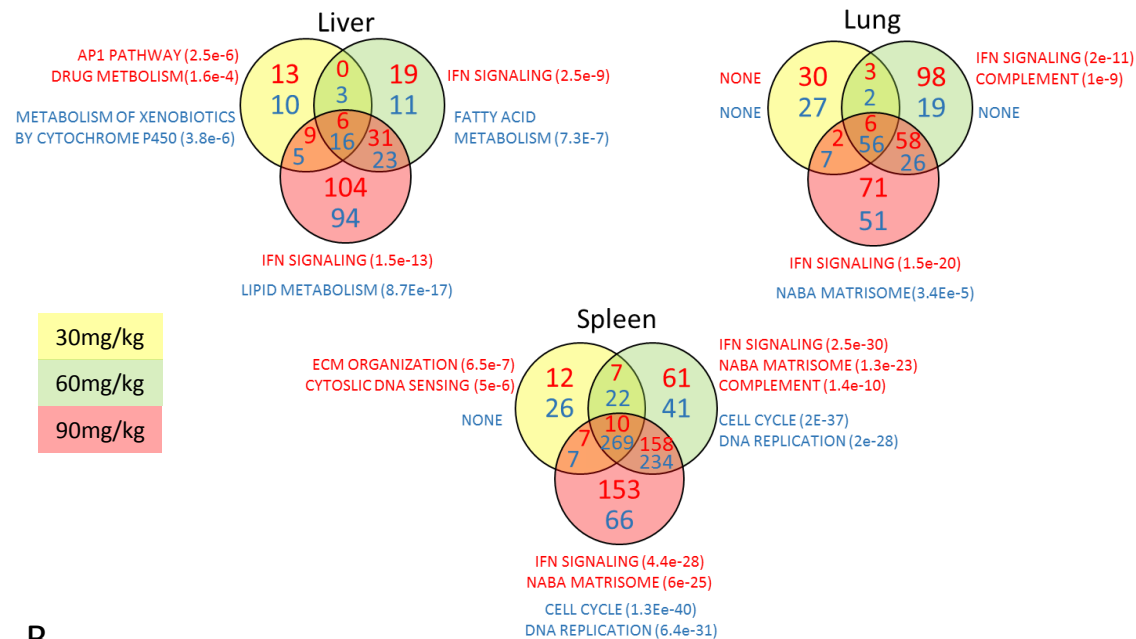 Liver
AP1 PATHWAY (2.5e-6)
DRUG METBOLISM(1.6e-4)
METABOLISM OF XENOBIOTICS
BY CYTOCHROME P450 (3.8e-6)
13
10
0
3
19
11
6
16
9
5
31
23
104
94
IFN SIGNALING (2.5e-9)
FATTY ACID
METABOLISM (7.3E-7)
IFN SIGNALING (1.5e-13)
LIPID METABOLISM (8.7Ee-17)
Lung
NONE
NONE
30
27
3
2
98
19
6
56
2
7
58
26
71
51
IFN SIGNALING (2e-11)
COMPLEMENT (1e-9)
NONE
IFN SIGNALING (1.5e-20)
NABA MATRISOME(3.4Ee-5)
30mg/kg
60mg/kg
90mg/kg
Spleen
ECM ORGANIZATION (6.5e-7)
CYTOSLIC DNA SENSING (5e-6)
NONE
12
26
7
22
61
41
10
269
7
7
158
234
153
66
IFN SIGNALING (2.5e-30)
NABA MATRISOME (1.3e-23)
COMPLEMENT (1.4e-10)
CELL CYCLE (2E-37)
DNA REPLICATION (2e-28)
IFN SIGNALING (4.4e-28)
NABA MATRISOME (6e-25)
CELL CYCLE (1.3Ee-40)
DNA REPLICATION (6.4e-31)